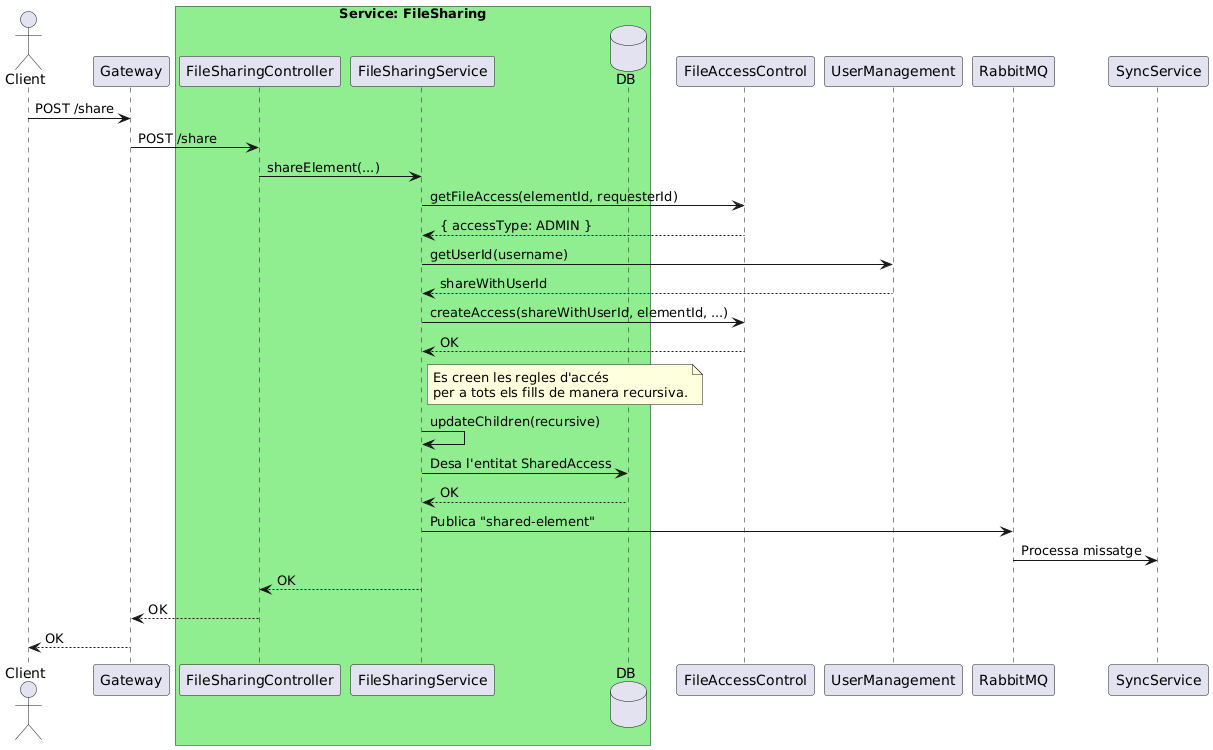 Service: FileSharing
Client
Gateway
FileSharingController
FileSharingService
DB
FileAccessControl
UserManagement
RabbitMQ
SyncService
POST /share
POST /share
shareElement(...)
getFileAccess(elementId, requesterId)
{ accessType: ADMIN }
getUserId(username)
shareWithUserId
createAccess(shareWithUserId, elementId, ...)
OK
Es creen les regles d'accés
per a tots els fills de manera recursiva.
updateChildren(recursive)
Desa l'entitat SharedAccess
OK
Publica "shared-element"
Processa missatge
OK
OK
OK
Client
Gateway
FileSharingController
FileSharingService
DB
FileAccessControl
UserManagement
RabbitMQ
SyncService